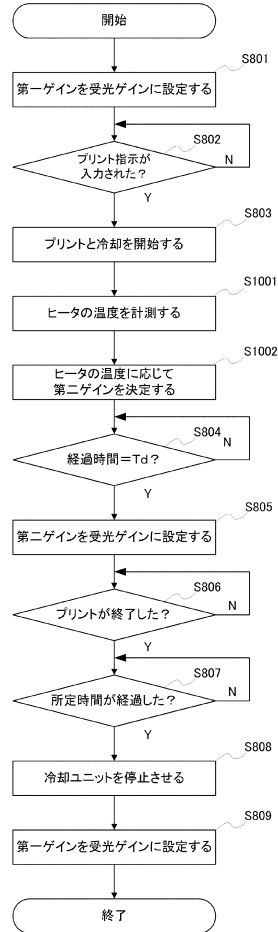 開始
S801
第一ゲインを受光ゲインに設定する
S802
プリント指示が
入力された？
N
Y
S803
プリントと冷却を開始する
S1001
ヒータの温度を計測する
S1002
ヒータの温度に応じて
第二ゲインを決定する
S804
経過時間＝Ｔｄ？
N
Y
S805
第二ゲインを受光ゲインに設定する
S806
プリントが終了した？
N
Y
S807
所定時間が経過した？
N
Y
S808
冷却ユニットを停止させる
S809
第一ゲインを受光ゲインに設定する
終了